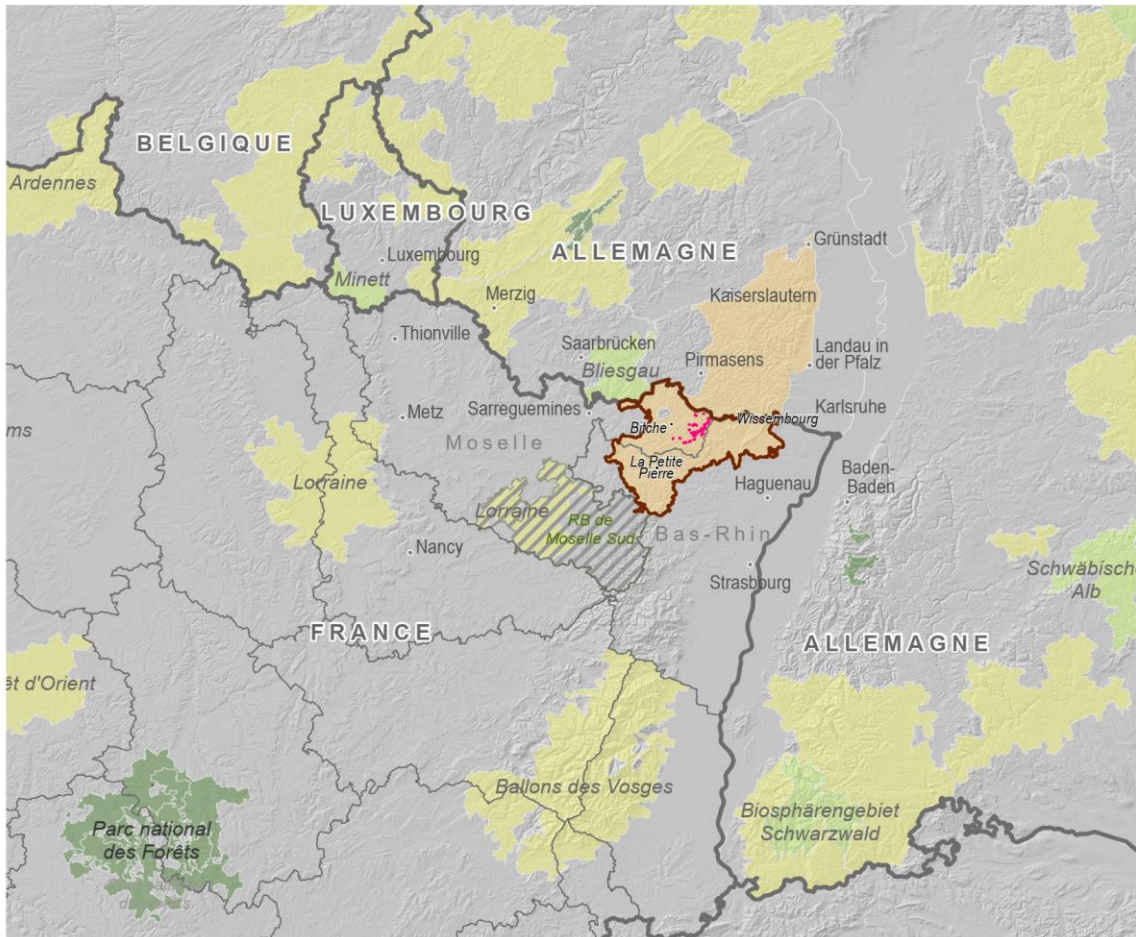 BELGIQUE
Ardennes
LUXEMBOURG
Luxembourg
Minett
ALLEMAGNE
Grünstadt
Merzig
Kaiserslautern
Thionville
Saarbrücken
Bliesgau
Pirmasens
Landau in
der Pfalz
Metz
Sarreguemines
Bitche
Wissembourg
Karlsruhe
ms
Moselle
La Petite
Pierre
Haguenau
Baden-
Baden
Lorraine
Lorraine
RB de
Moselle Sud
Bas-Rhin
Nancy
Strasbourg
Schwäbische
Alb
FRANCE
ALLEMAGNE
êt d'Orient
Ballons des Vosges
Biosphärengebiet
Schwarzwald
Parc national
des Forêts